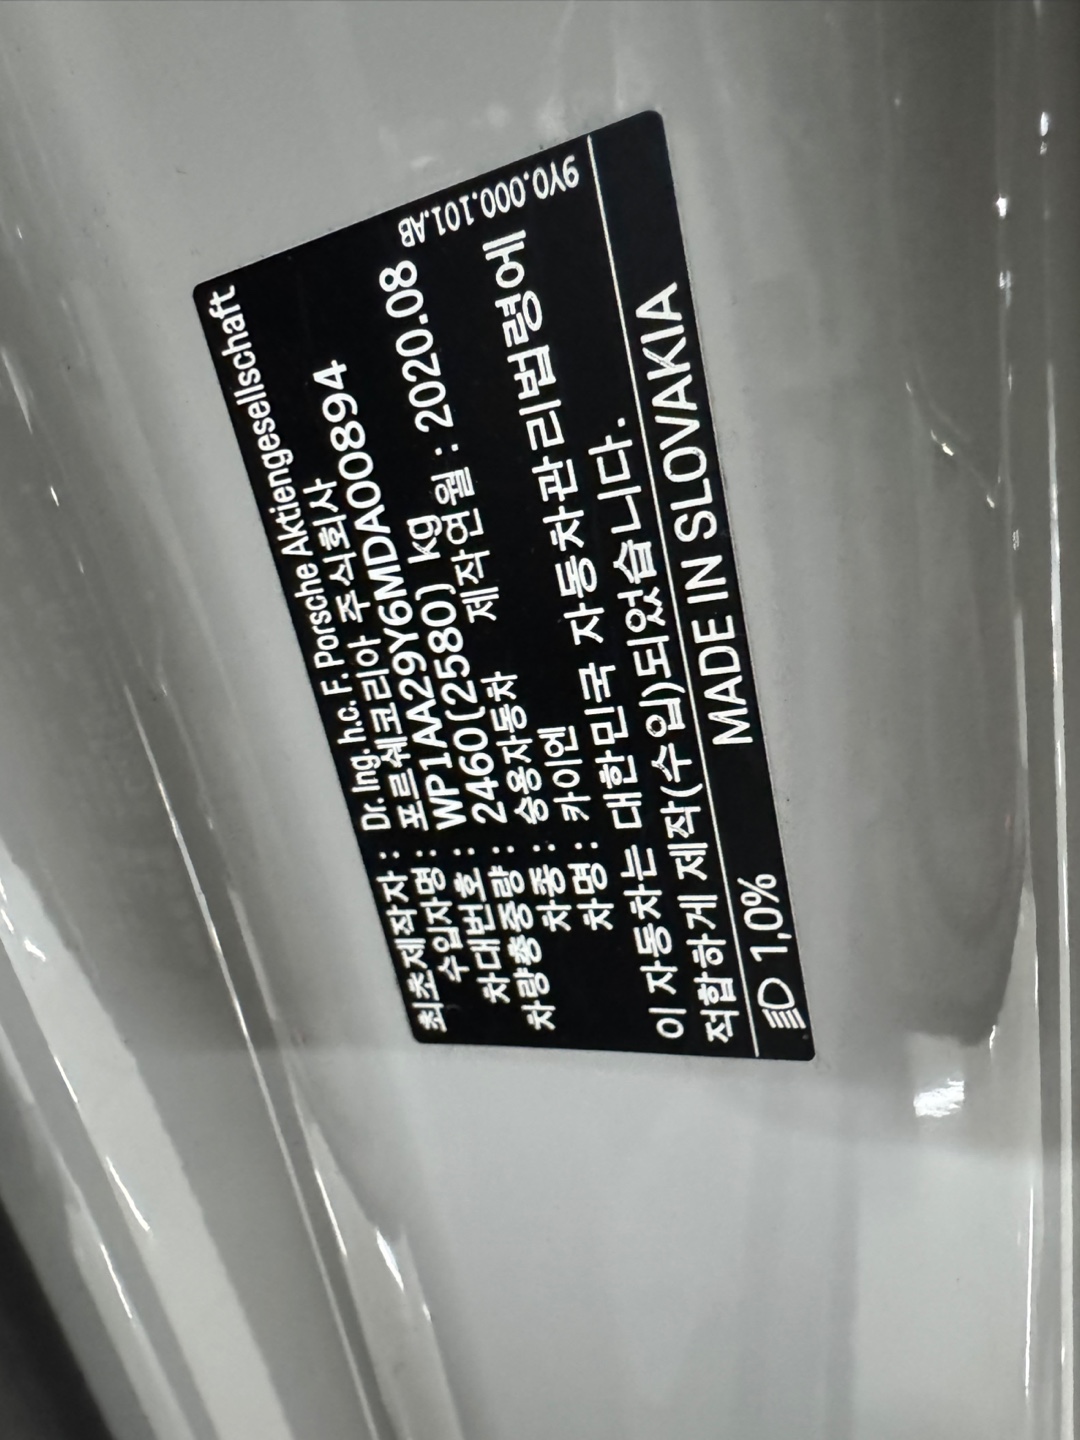 최초제작자 : Dr. Ing. h.c. F. Porsche Aktiengesellschaft
수입자명 : 포르쉐코리아 주식회사
차대번호 : WP1AA29Y6MDA00894
차량총중량 : 2460(2580) kg
차종 : 승용자동차 제작연월 : 2020.08
차명 : 카이엔
이 자동차는 대한민국 자동차관리법령에
적합하게 제작(수입)되었습니다.
9Y0.000.101.AB
1,0% MADE IN SLOVAKIA